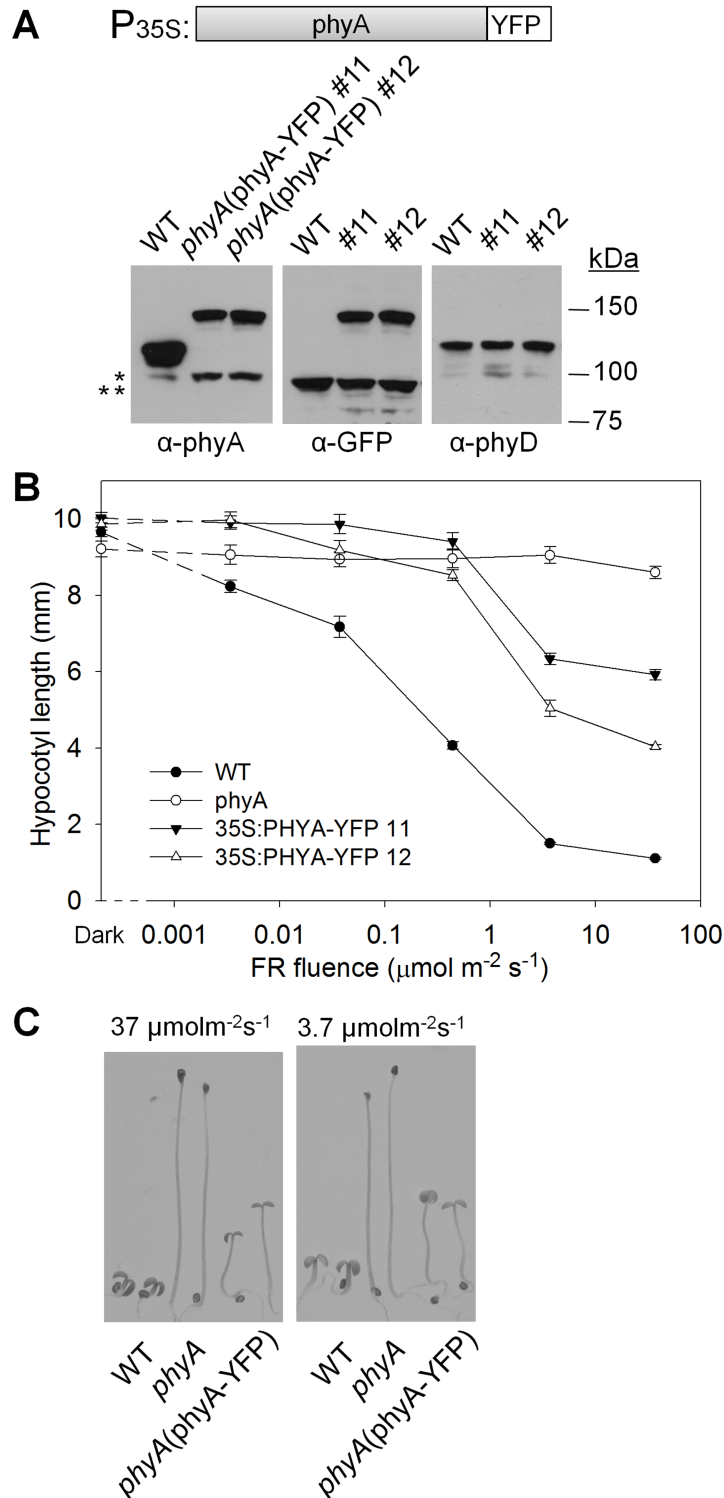 A
P35S:
phyA
YFP
WT
phyA(phyA-YFP) #11
phyA(phyA-YFP) #12
WT
#11
#12
WT
#11
#12
kDa
150
100
75
*
**
α-phyA
α-GFP
α-phyD
B
Hypocotyl length (mm)
10
8
6
4
2
0
WT
phyA
35S:PHYA-YFP 11
35S:PHYA-YFP 12
Dark
0.001
0.01
0.1
1
10
100
FR fluence (μmol m-2 s-1)
C
37 μmolm-2s-1
3.7 μmolm-2s-1
WT
phyA
phyA(phyA-YFP)
WT
phyA
phyA(phyA-YFP)